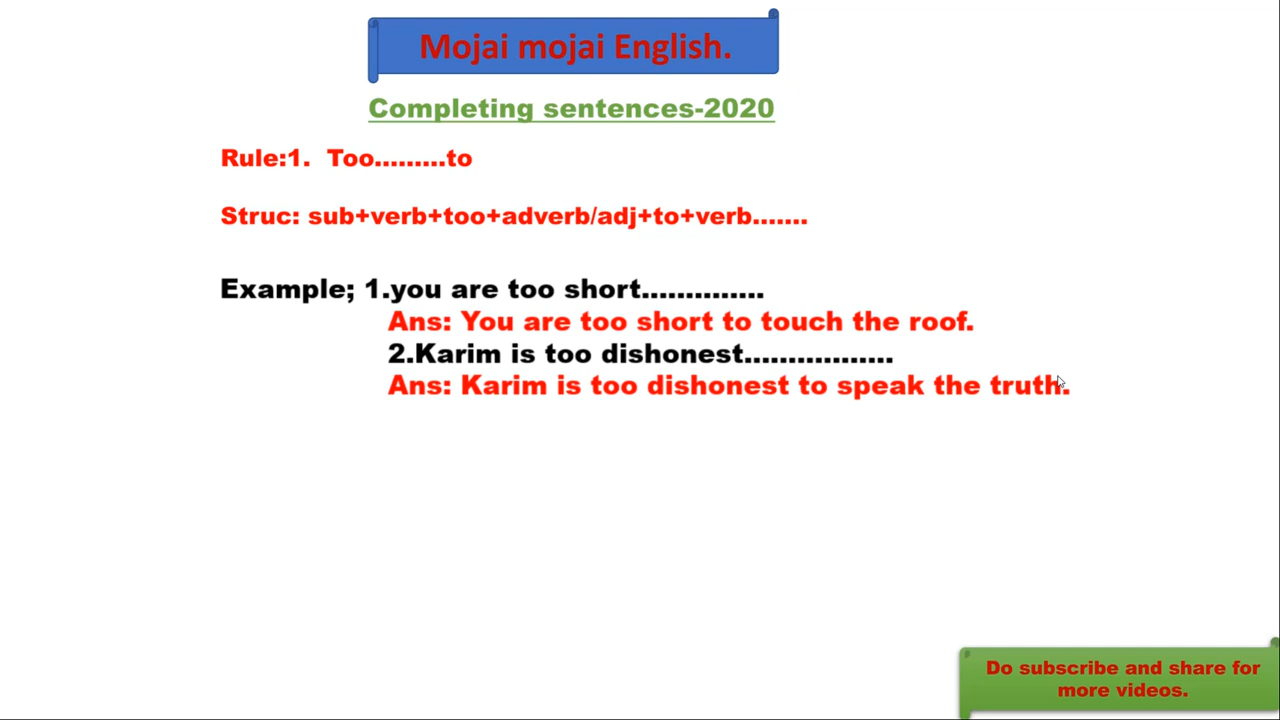 Mojai mojai English.
Completing sentences-2020
Rule:1.  Too.........to
Struc: sub+verb+too+adverb/adj+to+verb.......
Example; 1.you are too short..............
Ans: You are too short to touch the roof.
2.Karim is too dishonest.................
Ans: Karim is too dishonest to speak the truth.
Do subscribe and share for
more videos.